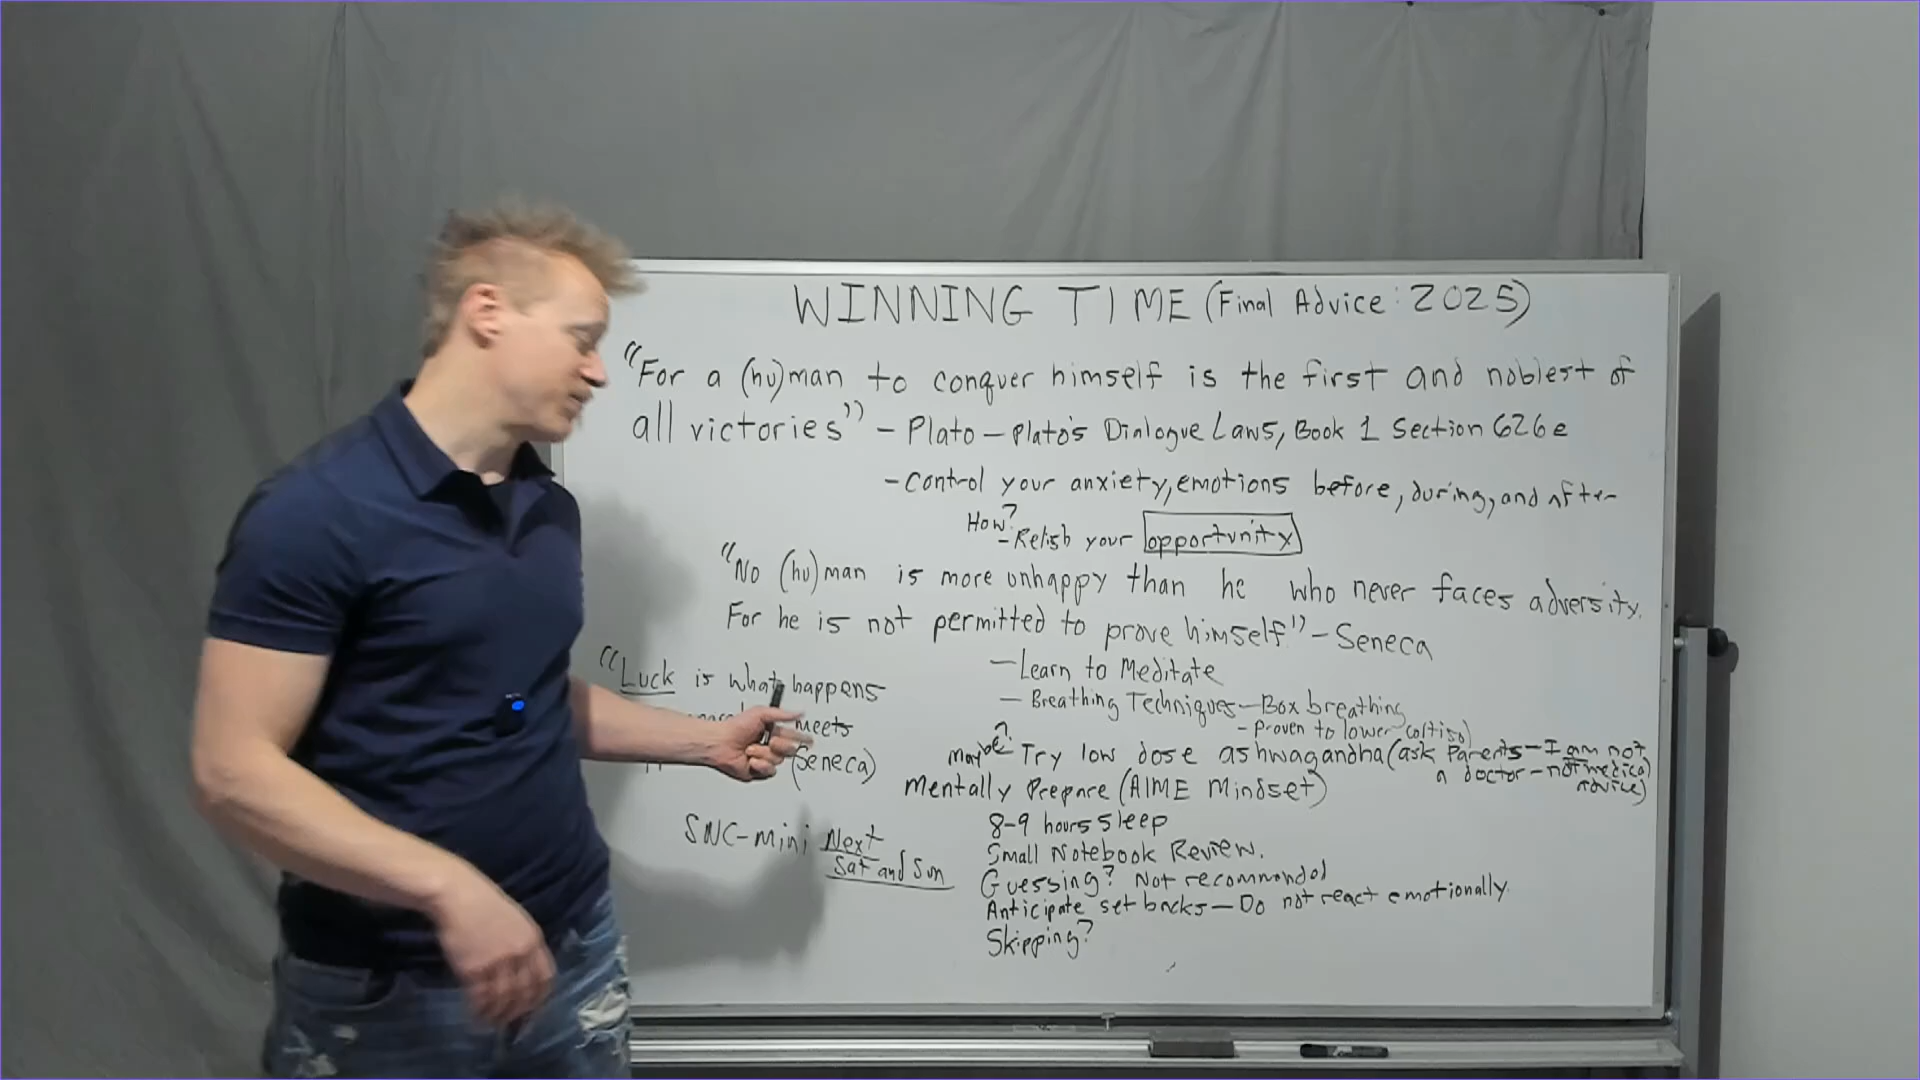 WINNING TIME (Final Advice: 2025)
"For a (hu)man to conquer himself is the first and noblest of
all victories" - Plato - Plato's Dialogue Laws, Book 1 Section 626e
- Control your anxiety, emotions before, during, and after
How?
- Relish your opportunity
"No (hu)man is more unhappy than he who never faces adversity.
For he is not permitted to prove himself!" - Seneca
"Luck is what happens
meets
(Seneca)
SNC-mini Next
Sat and Sun
- Learn to Meditate
- Breathing Techniques - Box breathing
- Proven to lower
maybe? Try low dose ashwagandha (ask Parents - I am not
a doctor - not medical
advice)
Mentally Prepare (AIME Mindset)
8-9 hours sleep
Small Notebook Review.
Guessing? Not recommended
Anticipate setbacks - Do not react emotionally.
Skipping?